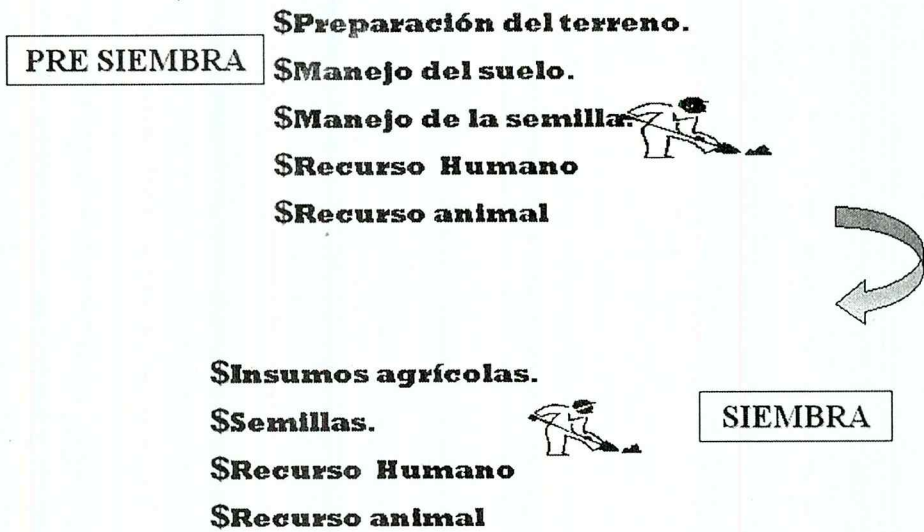 $Preparación del terreno.
PRE SIEMBRA
$Manejo del suelo.
$Manejo de la semilla.
$Recurso Humano
$Recurso animal
$Insumos agrícolas.
$Semillas.
SIEMBRA
$Recurso Humano
$Recurso animal